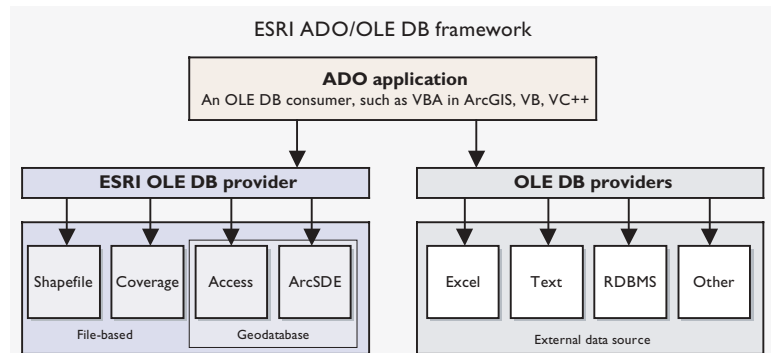 ESRI ADO/OLE DB framework
ADO application
An OLE DB consumer, such as VBA in ArcGIS, VB, VC++
ESRI OLE DB provider
OLE DB providers
Shapefile
Coverage
Access
ArcSDE
Excel
Text
RDBMS
Other
File-based
Geodatabase
External data source